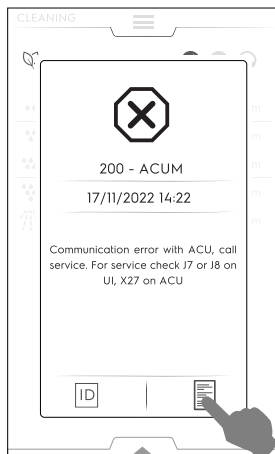 CLEANING
200 - ACUM
17/11/2022 14:22
Communication error with ACU, call
service. For service check J7 or J8 on
UI, X27 on ACU
ID
m
m
m
m
m